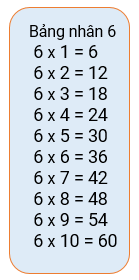 Bảng nhân 6
6 x 1 = 6
6 x 2 = 12
6 x 3 = 18
6 x 4 = 24
6 x 5 = 30
6 x 6 = 36
6 x 7 = 42
6 x 8 = 48
6 x 9 = 54
6 x 10 = 60